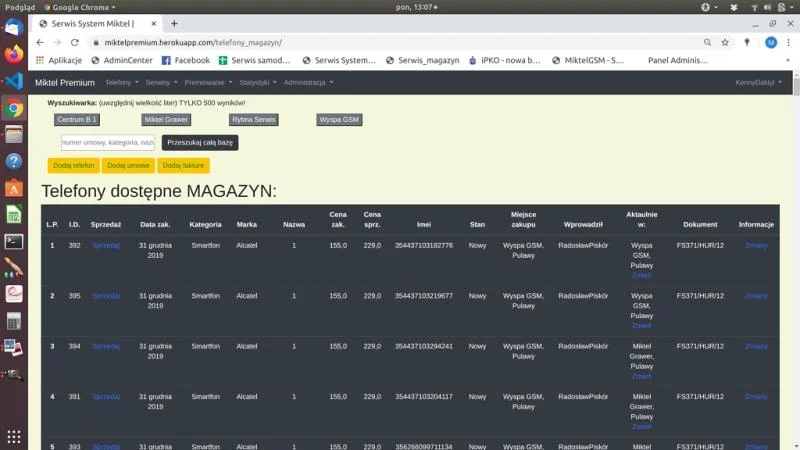 Podgląd Google Chrome pon, 13:07
Serwis System Miktel |
miktelpremium.herokuapp.com/telefony_magazyn/
Aplikacje AdminCenter Facebook Serwis samod... Serwis System... Serwis_magazyn iPKO - nowa b... MiktelGSM - S... Panel Adminis...
Miktel Premium Telefony Serwisy Premiowanie Statystyki Administracja KennyDaktyl
Wyszukiwarka: (uwzględnij wielkość liter) TYLKO 500 wyników!
Centrum B 1 Miktel Grawer Rybna Serwis Wyspa GSM
numer umowy, kategoria, nazw Przeszukaj całą bazę
Dodaj telefon Dodaj umowe Dodaj fakture
Telefony dostępne MAGAZYN:
L.P. I.D. Sprzedaż Data zak. Kategoria Marka Nazwa Cena zak. Cena sprz. Imei Stan Miejsce zakupu Wprowadził Aktaulnie w: Dokument Informacje
1 392 Sprzedaj 31 grudnia 2019 Smartfon Alcatel 1 155,0 229,0 354437103182776 Nowy Wyspa GSM, Pulawy RadosławPiskór Wyspa GSM, Pulawy Zmień FS371/HUR/12 Zmiany
2 395 Sprzedaj 31 grudnia 2019 Smartfon Alcatel 1 155,0 229,0 354437103219677 Nowy Wyspa GSM, Pulawy RadosławPiskór Wyspa GSM, Pulawy Zmień FS371/HUR/12 Zmiany
3 394 Sprzedaj 31 grudnia 2019 Smartfon Alcatel 1 155,0 229,0 354437103294241 Nowy Wyspa GSM, Pulawy RadosławPiskór Miktel Grawer, Pulawy Zmień FS371/HUR/12 Zmiany
4 391 Sprzedaj 31 grudnia 2019 Smartfon Alcatel 1 155,0 229,0 354437103204117 Nowy Wyspa GSM, Pulawy RadosławPiskór Miktel Grawer, Pulawy Zmień FS371/HUR/12 Zmiany
5 393 Sprzedaj 31 grudnia Smartfon Alcatel 1 155,0 229,0 356266099711134 Nowy Wyspa GSM, RadosławPiskór Miktel FS371/HUR/12 Zmiany